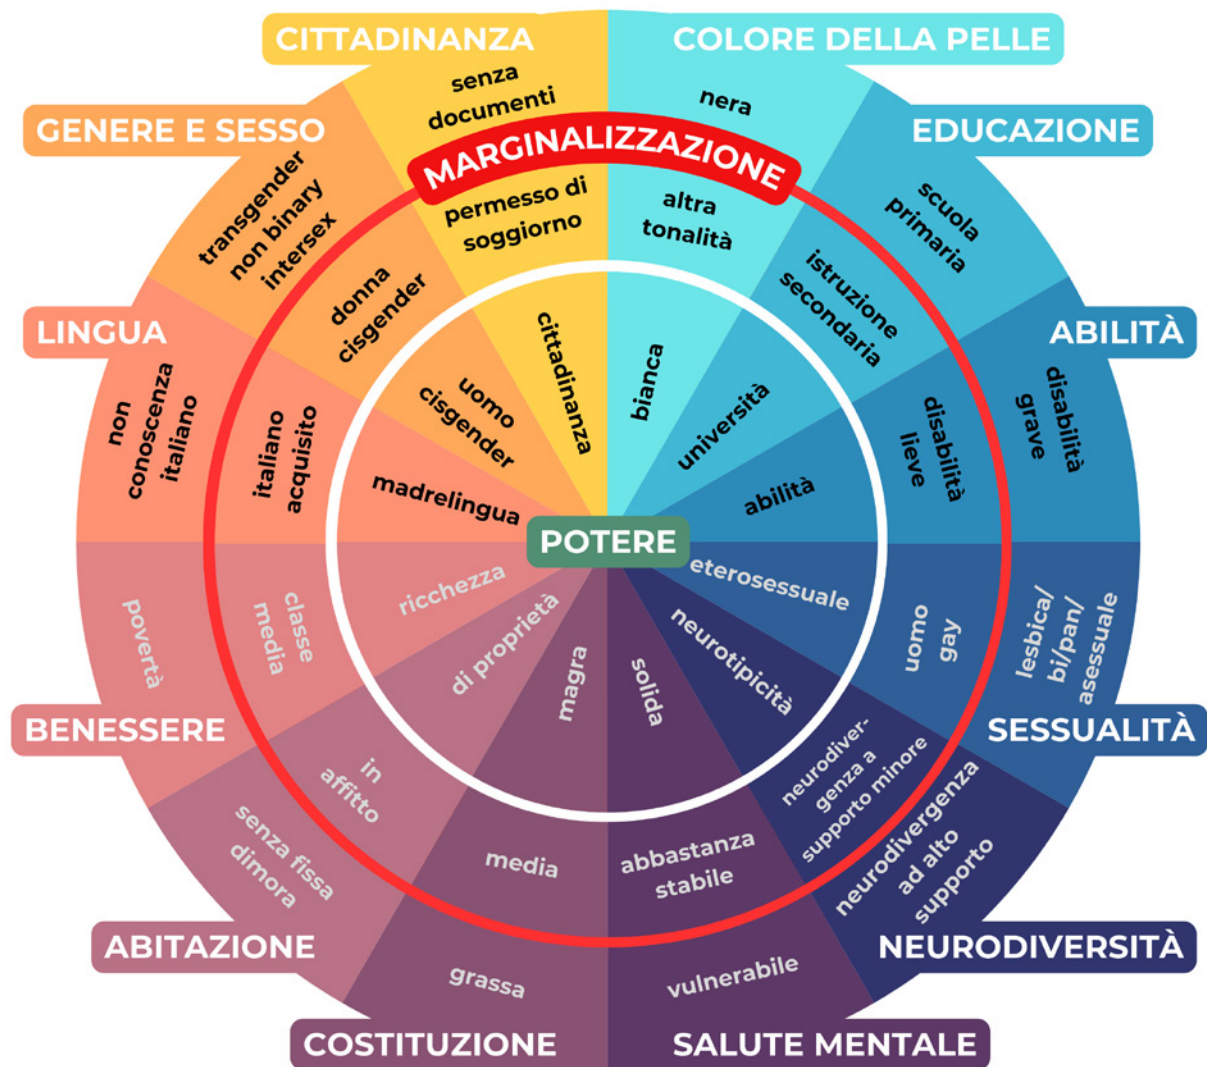 CITTADINANZA
senza
documenti
permesso di
soggiorno
cittadinanza
COLORE DELLA PELLE
nera
altra
tonalità
bianca
EDUCAZIONE
scuola
primaria
istruzione
secondaria
università
ABILITÀ
disabilità
grave
disabilità
lieve
abilità
SESSUALITÀ
lesbica/
bi/pan/
asessuale
uomo
gay
eterosessuale
NEURODIVERSITÀ
neurodivergenza
ad alto
supporto
neurodiver-
genza a
supporto minore
neurotipicità
SALUTE MENTALE
vulnerabile
abbastanza
stabile
solida
COSTITUZIONE
grassa
media
magra
ABITAZIONE
senza fissa
dimora
in
affitto
di proprietà
BENESSERE
povertà
classe
media
ricchezza
LINGUA
non
conoscenza
italiano
italiano
acquisito
madrelingua
GENERE E SESSO
transgender
non binary
intersex
donna
cisgender
uomo
cisgender
MARGINALIZZAZIONE
POTERE